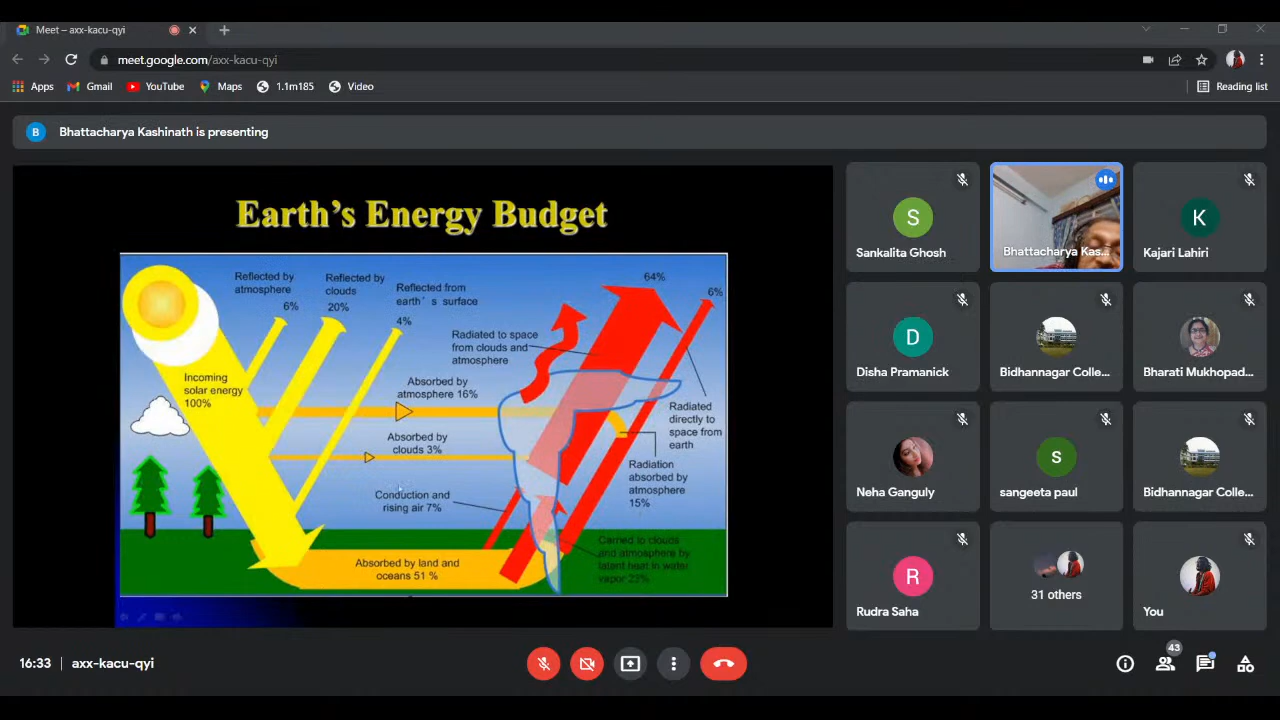 Meet – axx-kacu-qyi
meet.google.com/axx-kacu-qyi
Apps
Gmail
YouTube
Maps
1.1m185
Video
Reading list
B
Bhattacharya Kashinath is presenting
Earth's Energy Budget
Reflected by
atmosphere
6%
Reflected by
clouds
20%
Reflected from
earth' s surface
4%
64%
6%
Incoming
solar energy
100%
Radiated to space
from clouds and
atmosphere
Absorbed by
atmosphere 16%
Absorbed by
clouds 3%
Conduction and
rising air 7%
Radiated
directly to
space from
earth
Radiation
absorbed by
atmosphere
15%
Carried to clouds
and atmosphere by
latent heat in water
vapor 23%
Absorbed by land and
oceans 51 %
S
Sankalita Ghosh
Bhattacharya Kas...
K
Kajari Lahiri
D
Disha Pramanick
Bidhannagar Colle...
Bharati Mukhopad...
Neha Ganguly
s
sangeeta paul
Bidhannagar Colle...
R
Rudra Saha
31 others
You
16:33 | axx-kacu-qyi
43